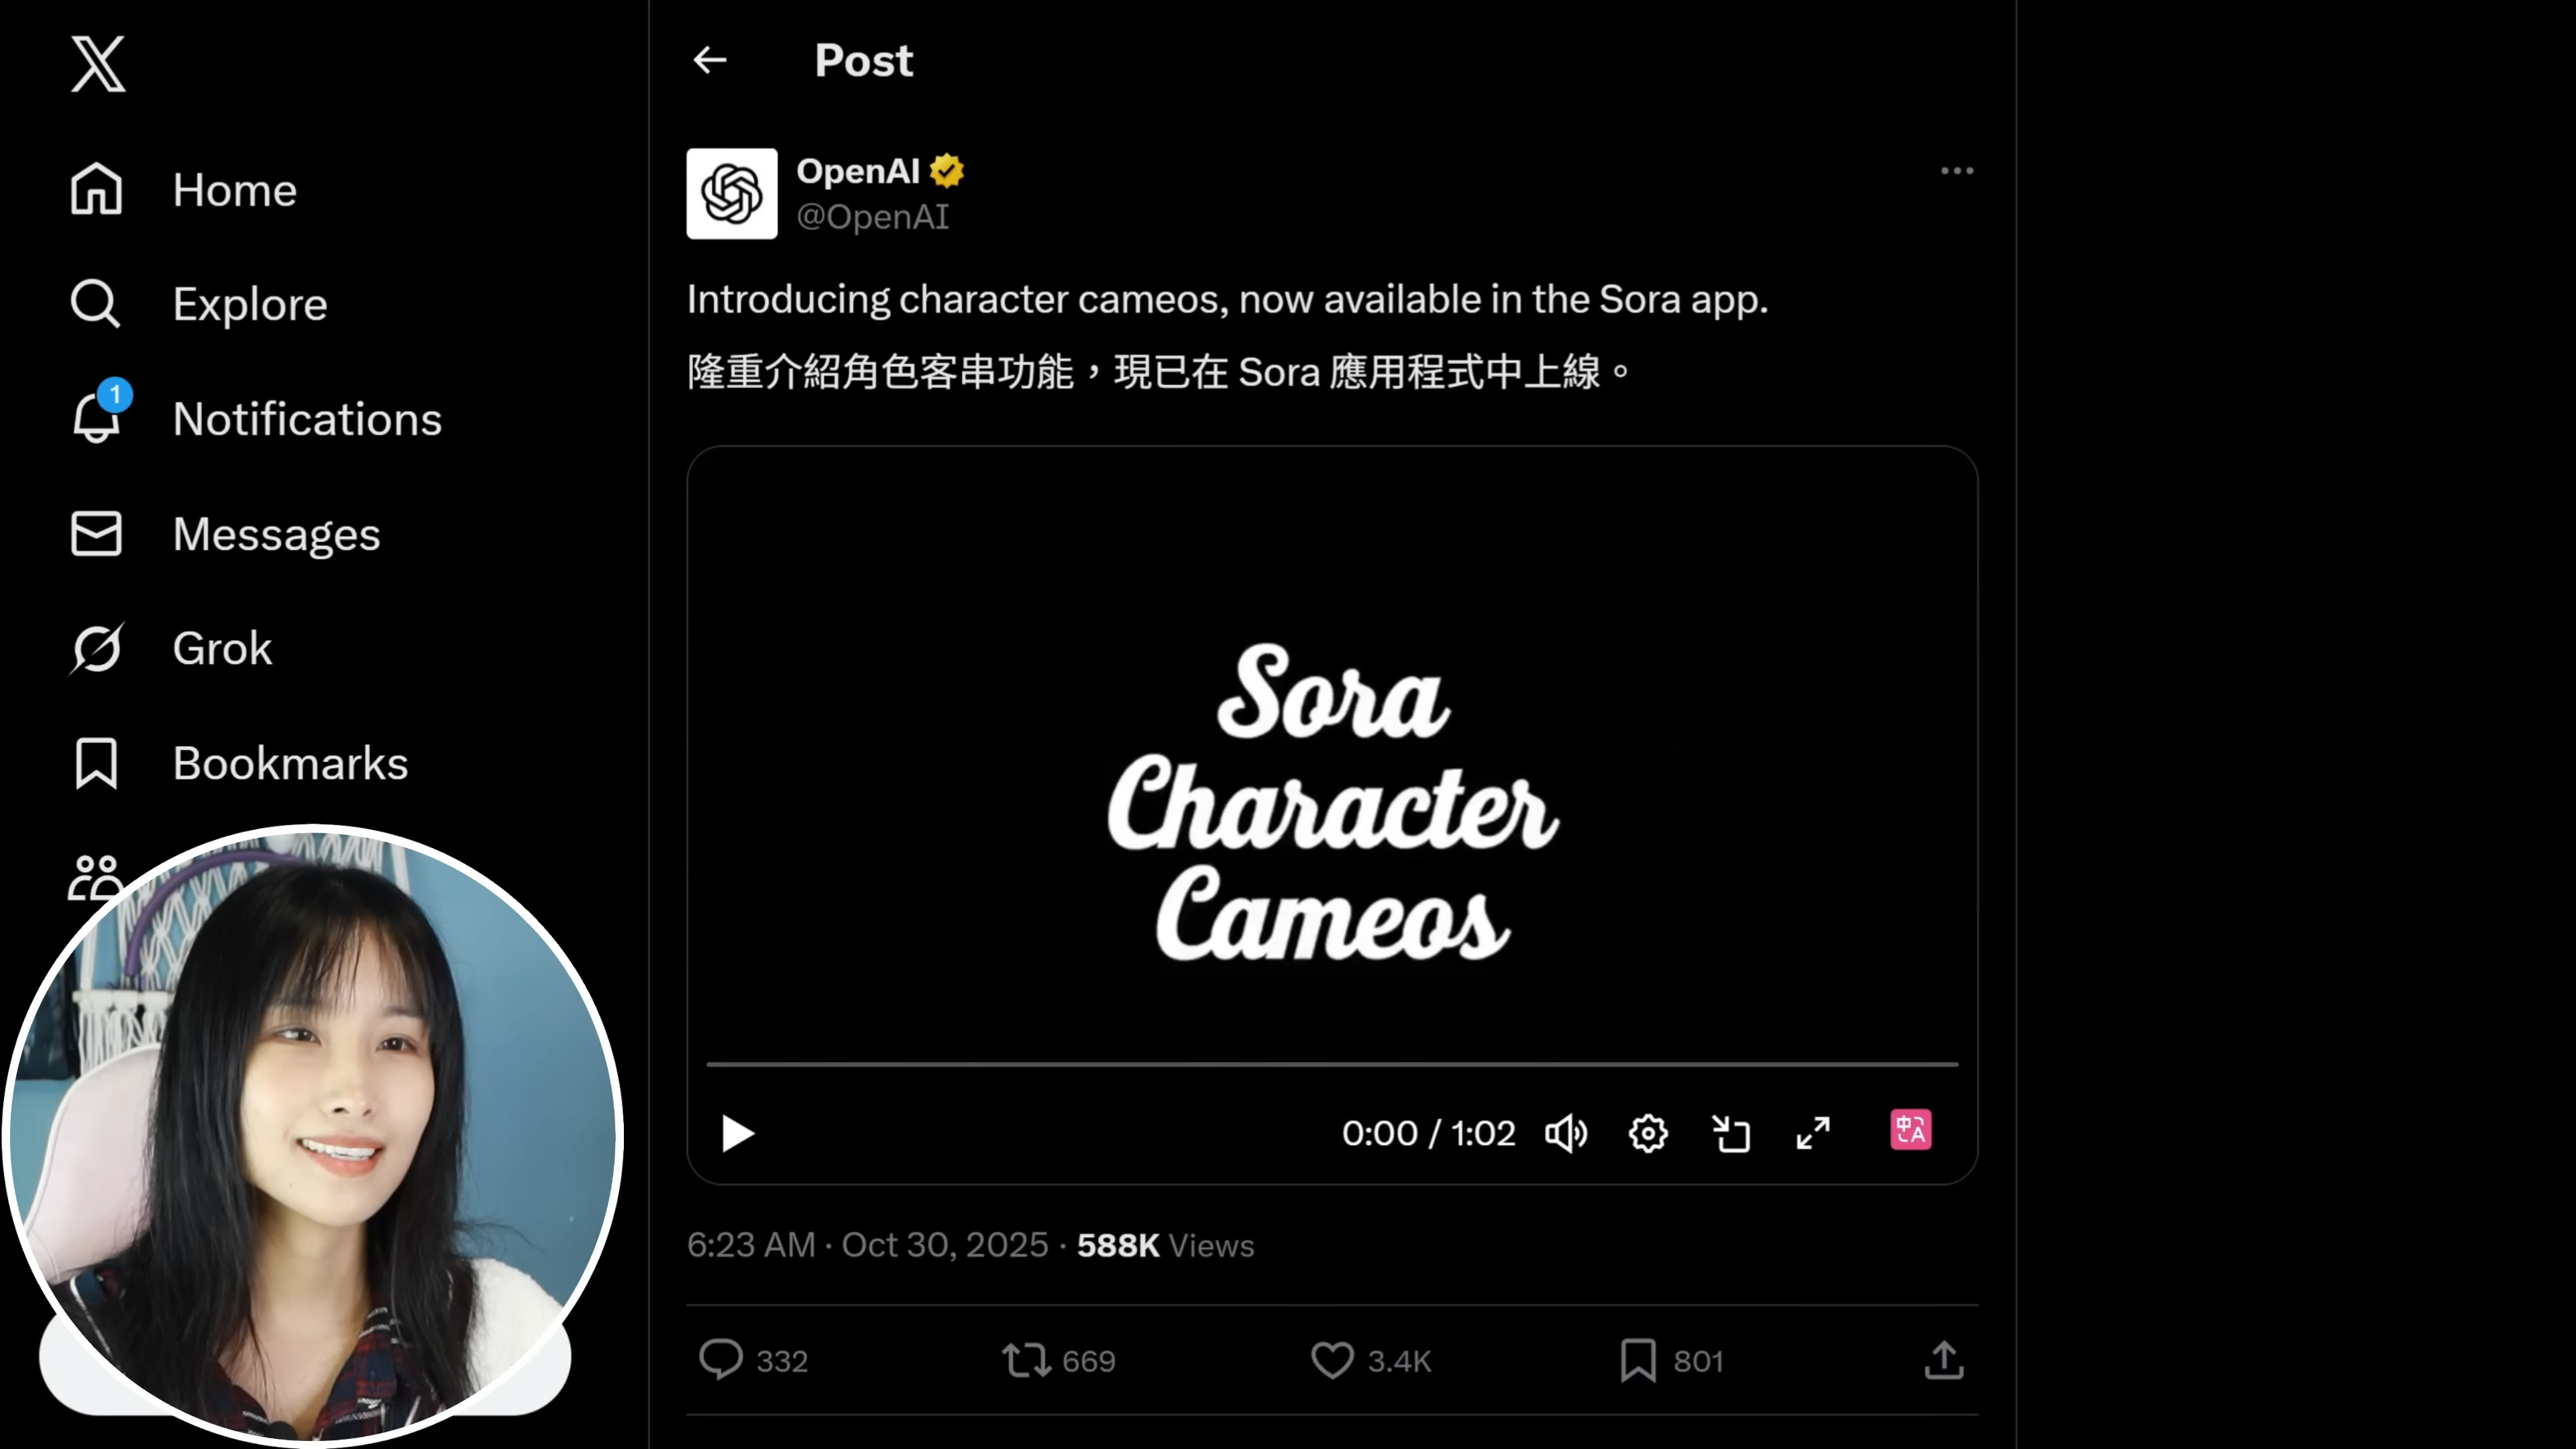 Home
Explore
1
Notifications
Messages
Grok
Bookmarks
Post
OpenAI
@OpenAI
Introducing character cameos, now available in the Sora app.
隆重介紹角色客串功能，現已在 Sora 應用程式中上線。
Sora
Character
Cameos
0:00 / 1:02
中 A
6:23 AM · Oct 30, 2025 · 588K Views
332
669
3.4K
801